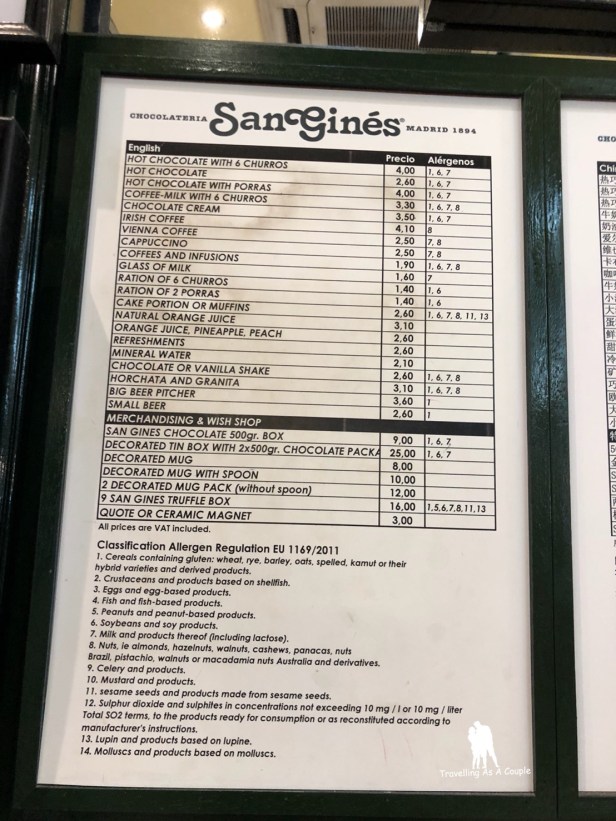 CHOCOLATERIA SanGinés® MADRID 1894
English Precio Alérgenos
HOT CHOCOLATE WITH 6 CHURROS 4,00 1, 6, 7
HOT CHOCOLATE 2,60 1, 6, 7
HOT CHOCOLATE WITH PORRAS 4,00 1, 6, 7
COFFEE-MILK WITH 6 CHURROS 3,30 1, 6, 7, 8
CHOCOLATE CREAM 3,50 1, 6, 7
IRISH COFFEE 4,10 8
VIENNA COFFEE 2,50 7, 8
CAPPUCCINO 2,50 7, 8
COFFEES AND INFUSIONS 1,90 1, 6, 7, 8
GLASS OF MILK 1,60 7
RATION OF 6 CHURROS 1,40 1, 6
RATION OF 2 PORRAS 1,40 1, 6
CAKE PORTION OR MUFFINS 2,60 1, 6, 7, 8, 11, 13
NATURAL ORANGE JUICE 3,10
ORANGE JUICE, PINEAPPLE, PEACH 2,60
REFRESHMENTS 2,60
MINERAL WATER 2,10
CHOCOLATE OR VANILLA SHAKE 2,60 1, 6, 7, 8
HORCHATA AND GRANITA 3,10 1, 6, 7, 8
BIG BEER PITCHER 3,60 1
SMALL BEER 2,60 1
MERCHANDISING & WISH SHOP
SAN GINES CHOCOLATE 500gr. BOX 9,00 1, 6, 7,
DECORATED TIN BOX WITH 2x500gr. CHOCOLATE PACKA 25,00 1, 6, 7
DECORATED MUG 8,00
DECORATED MUG WITH SPOON 10,00
2 DECORATED MUG PACK (without spoon) 12,00
9 SAN GINES TRUFFLE BOX 16,00 1,5,6,7,8,11,13
QUOTE OR CERAMIC MAGNET 3,00
All prices are VAT included.
Classification Allergen Regulation EU 1169/2011
1. Cereals containing gluten: wheat, rye, barley, oats, spelled, kamut or their
hybrid varieties and derived products.
2. Crustaceans and products based on shellfish.
3. Eggs and egg-based products.
4. Fish and fish-based products.
5. Peanuts and peanut-based products.
6. Soybeans and soy products.
7. Milk and products thereof (including lactose).
8. Nuts, ie almonds, hazelnuts, walnuts, cashews, panacas, nuts
Brazil, pistachio, walnuts or macadamia nuts Australia and derivatives.
9. Celery and products.
10. Mustard and products.
11. sesame seeds and products made from sesame seeds.
12. Sulphur dioxide and sulphites in concentrations not exceeding 10 mg / l or 10 mg / liter
Total SO2 terms, to the products ready for consumption or as reconstituted according to
manufacturer's instructions.
13. Lupin and products based on lupine.
14. Molluscs and products based on molluscs.
Travelling As A Couple